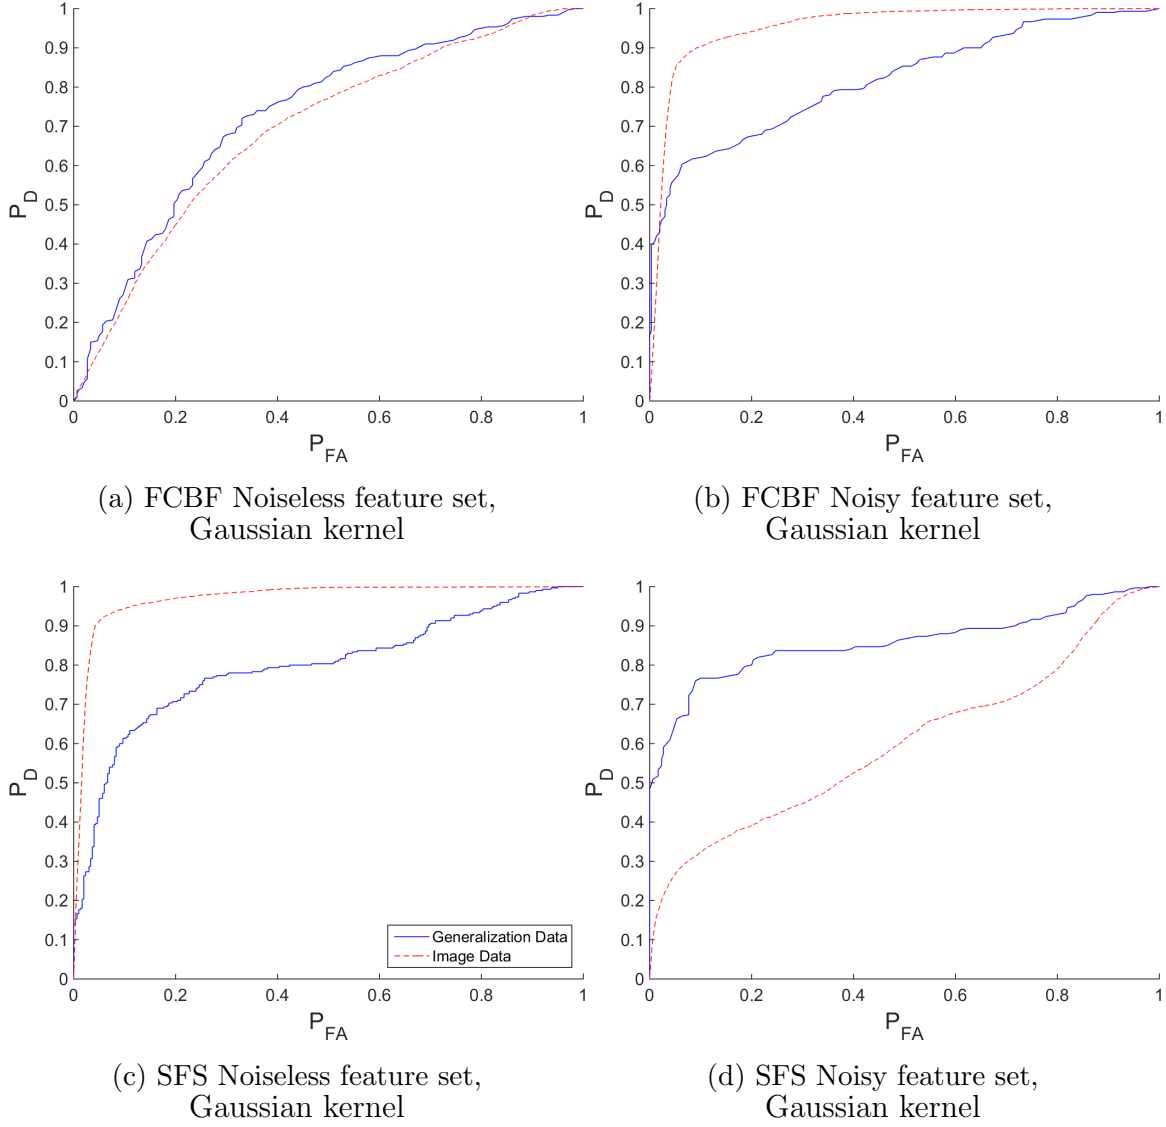 1
0.9
0.8
0.7
0.6
0.5
0.4
0.3
0.2
0.1
0
P_D
0 0.2 0.4 0.6 0.8 1
P_FA
(a) FCBF Noiseless feature set,
Gaussian kernel
1
0.9
0.8
0.7
0.6
0.5
0.4
0.3
0.2
0.1
0
P_D
0 0.2 0.4 0.6 0.8 1
P_FA
(b) FCBF Noisy feature set,
Gaussian kernel
1
0.9
0.8
0.7
0.6
0.5
0.4
0.3
0.2
0.1
0
P_D
Generalization Data
Image Data
0 0.2 0.4 0.6 0.8 1
P_FA
(c) SFS Noiseless feature set,
Gaussian kernel
1
0.9
0.8
0.7
0.6
0.5
0.4
0.3
0.2
0.1
0
P_D
0 0.2 0.4 0.6 0.8 1
P_FA
(d) SFS Noisy feature set,
Gaussian kernel